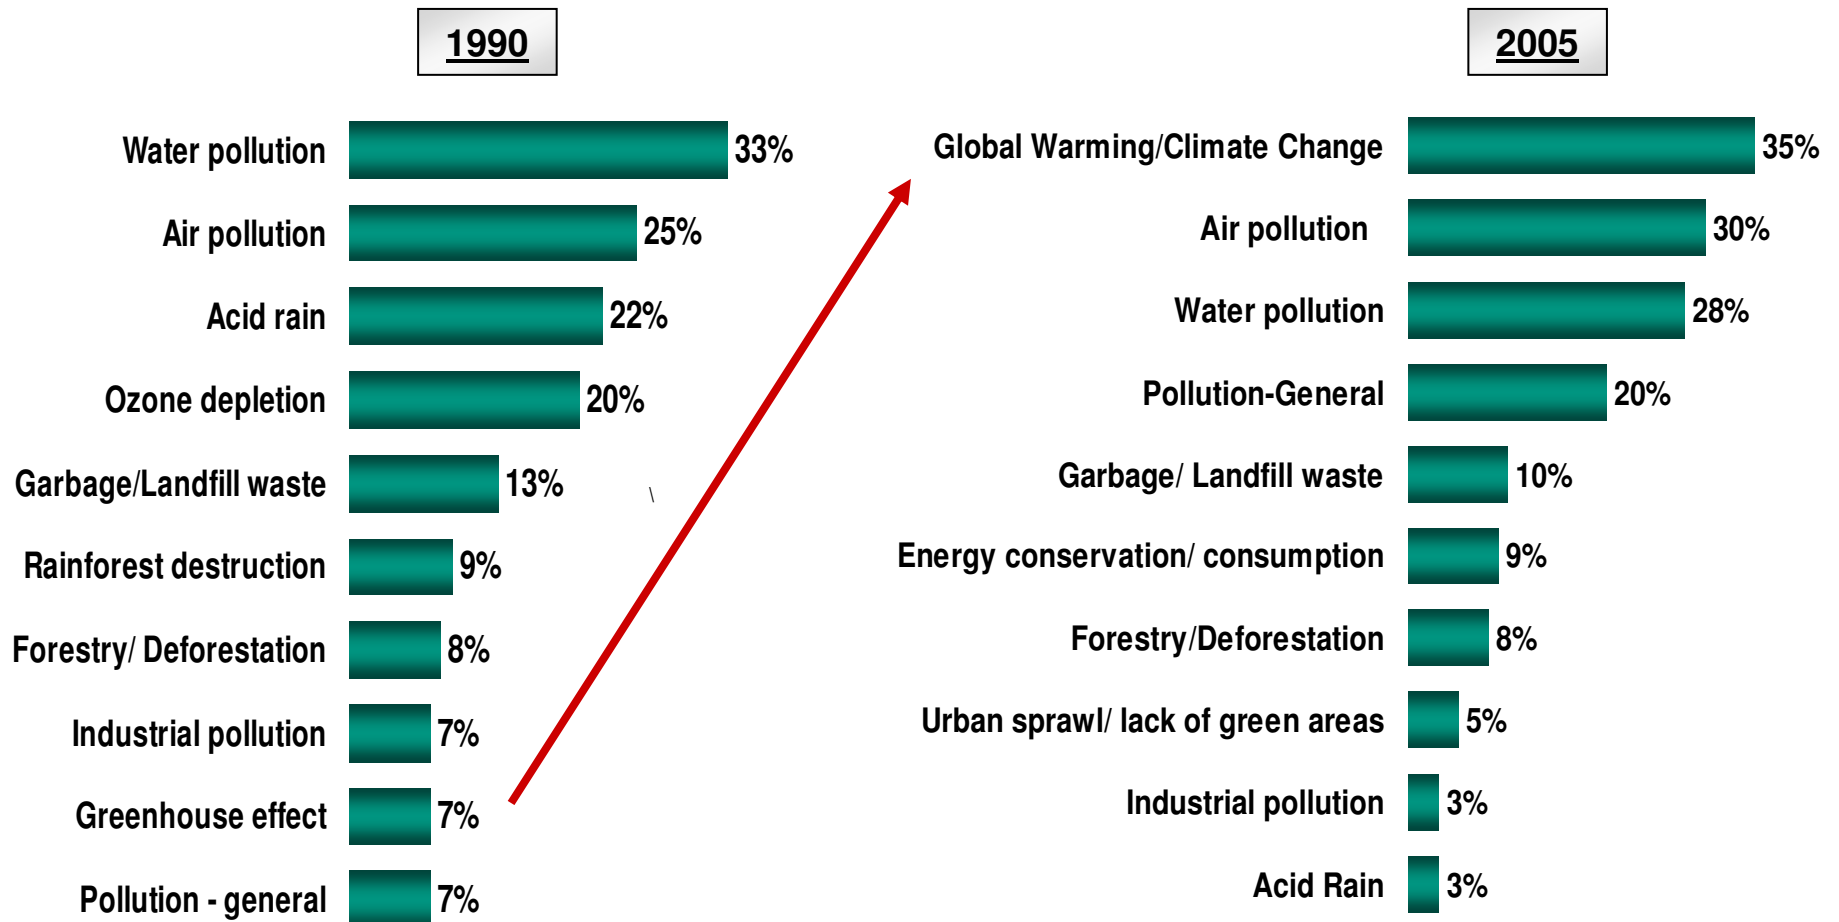 1990
Water pollution 33%
Air pollution 25%
Acid rain 22%
Ozone depletion 20%
Garbage/Landfill waste 13%
\
Rainforest destruction 9%
Forestry/ Deforestation 8%
Industrial pollution 7%
Greenhouse effect 7%
Pollution - general 7%
2005
Global Warming/Climate Change 35%
Air pollution 30%
Water pollution 28%
Pollution-General 20%
Garbage/ Landfill waste 10%
Energy conservation/ consumption 9%
Forestry/Deforestation 8%
Urban sprawl/ lack of green areas 5%
Industrial pollution 3%
Acid Rain 3%